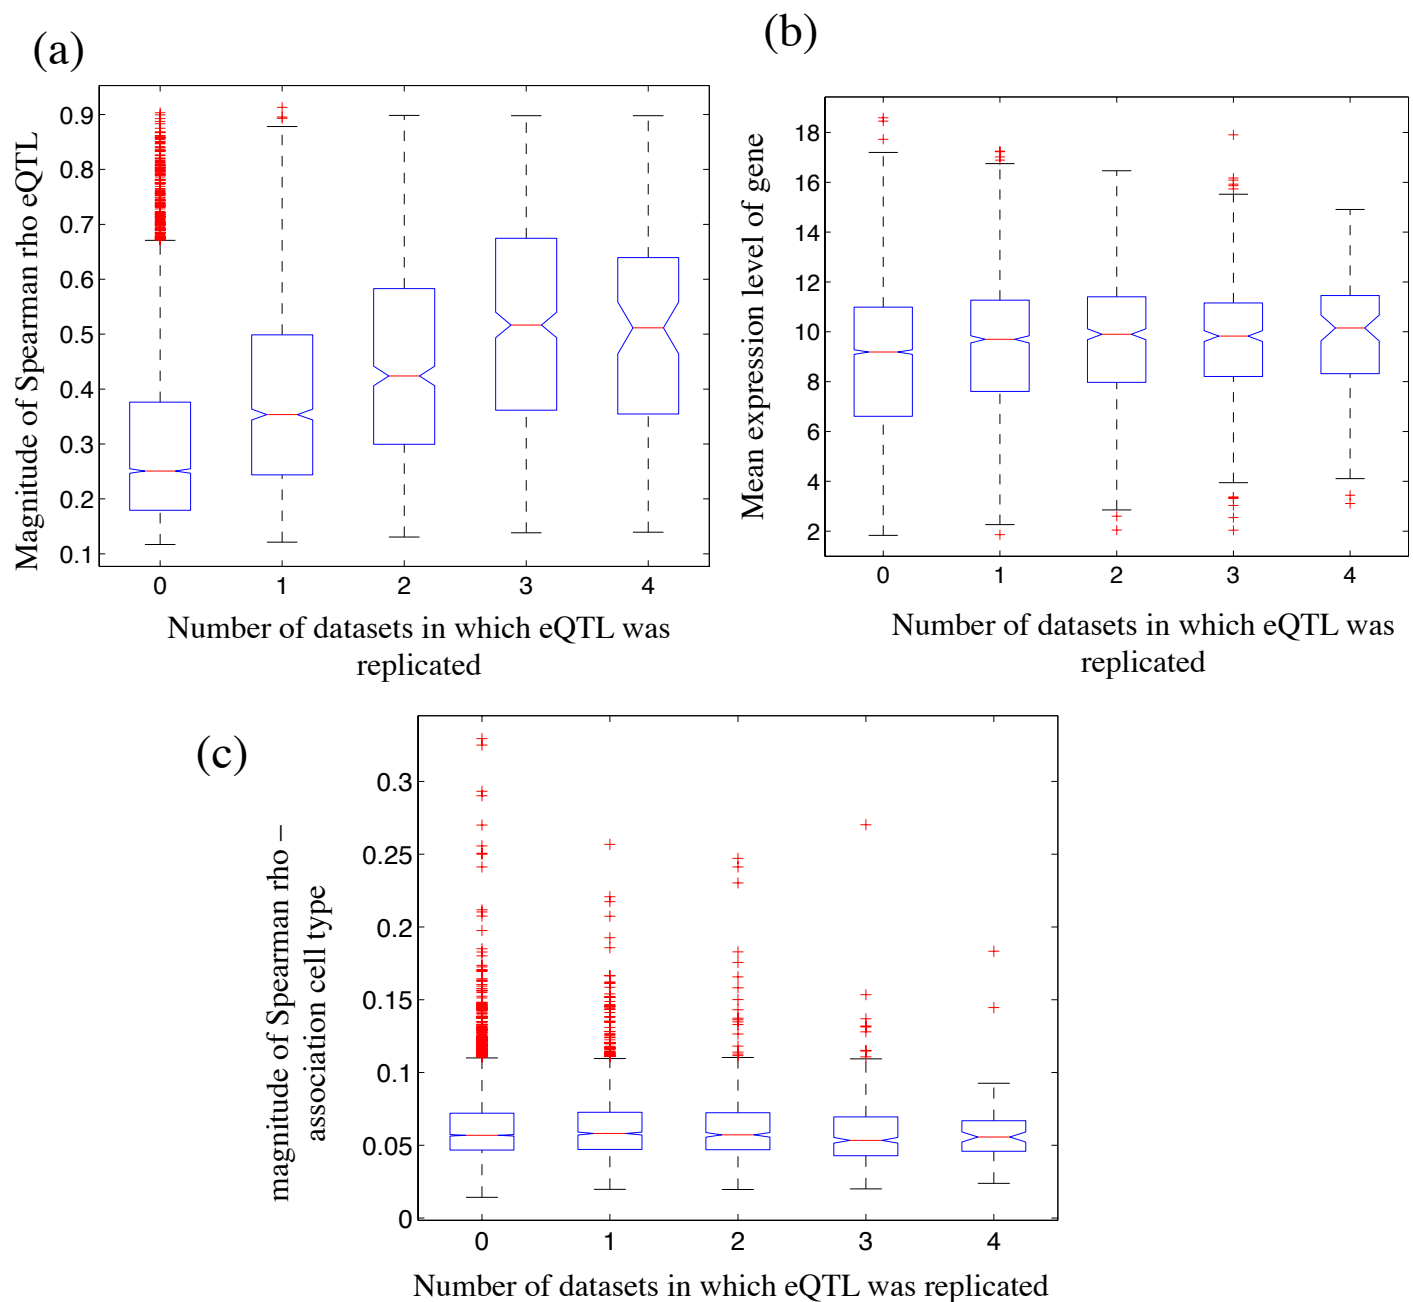 (a)
Magnitude of Spearman rho eQTL
0.9
0.8
0.7
0.6
0.5
0.4
0.3
0.2
0.1
0 1 2 3 4
Number of datasets in which eQTL was
replicated
(b)
Mean expression level of gene
18
16
14
12
10
8
6
4
2
0 1 2 3 4
Number of datasets in which eQTL was
replicated
(c)
magnitude of Spearman rho –
association cell type
0.3
0.25
0.2
0.15
0.1
0.05
0
0 1 2 3 4
Number of datasets in which eQTL was replicated